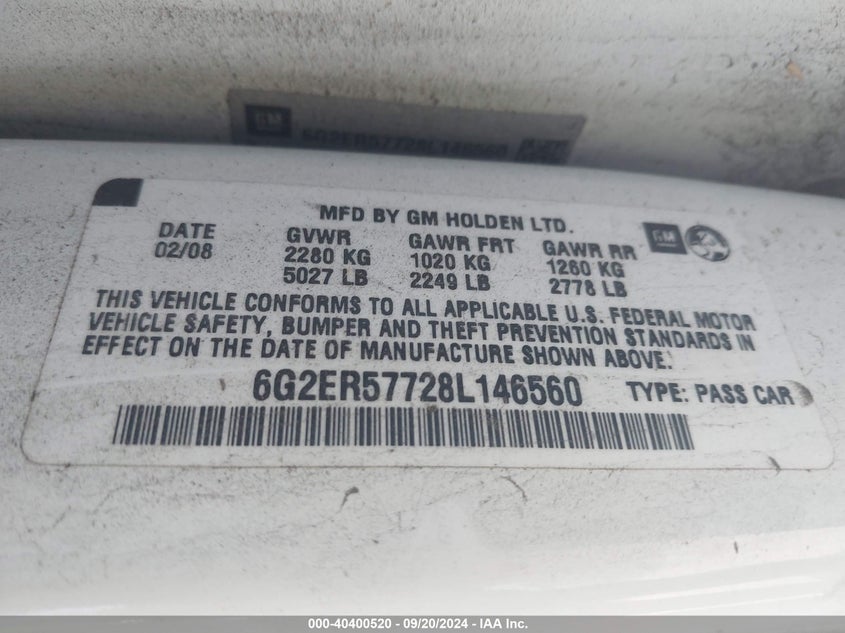 GM
6G2ER57728L146560
MFD BY GM HOLDEN LTD.
DATE GVWR GAWR FRT GAWR RR GM
02/08 2280 KG 1020 KG 1260 KG
5027 LB 2249 LB 2778 LB
THIS VEHICLE CONFORMS TO ALL APPLICABLE U.S. FEDERAL MOTOR
VEHICLE SAFETY, BUMPER AND THEFT PREVENTION STANDARDS IN
EFFECT ON THE DATE OF MANUFACTURE SHOWN ABOVE.
6G2ER57728L146560 TYPE: PASS CAR
000-40400520 - 09/20/2024 - IAA Inc.